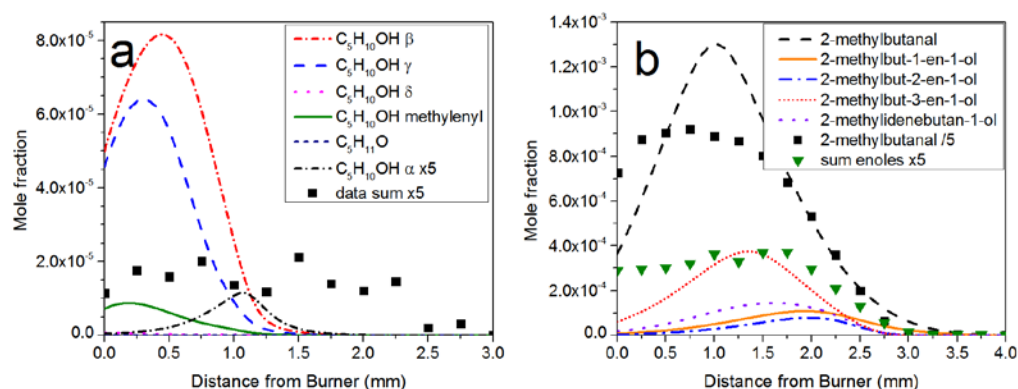 a
8.0x10⁻⁵
6.0x10⁻⁵
4.0x10⁻⁵
2.0x10⁻⁵
0.0
Mole fraction
C₅H₁₀OH β
C₅H₁₀OH γ
C₅H₁₀OH δ
C₅H₁₀OH methylenyl
C₅H₁₁O
C₅H₁₀OH α x5
data sum x5
0.0 0.5 1.0 1.5 2.0 2.5 3.0
Distance from Burner (mm)
b
1.2x10⁻³
1.0x10⁻³
8.0x10⁻⁴
6.0x10⁻⁴
4.0x10⁻⁴
2.0x10⁻⁴
0.0
Mole fraction
2-methylbutanal
2-methylbut-1-en-1-ol
2-methylbut-2-en-1-ol
2-methylbut-3-en-1-ol
2-methylidenebutan-1-ol
2-methylbutanal /5
sum enoles x5
0.0 0.5 1.0 1.5 2.0 2.5 3.0 3.5 4.0
Distance from Burner (mm)